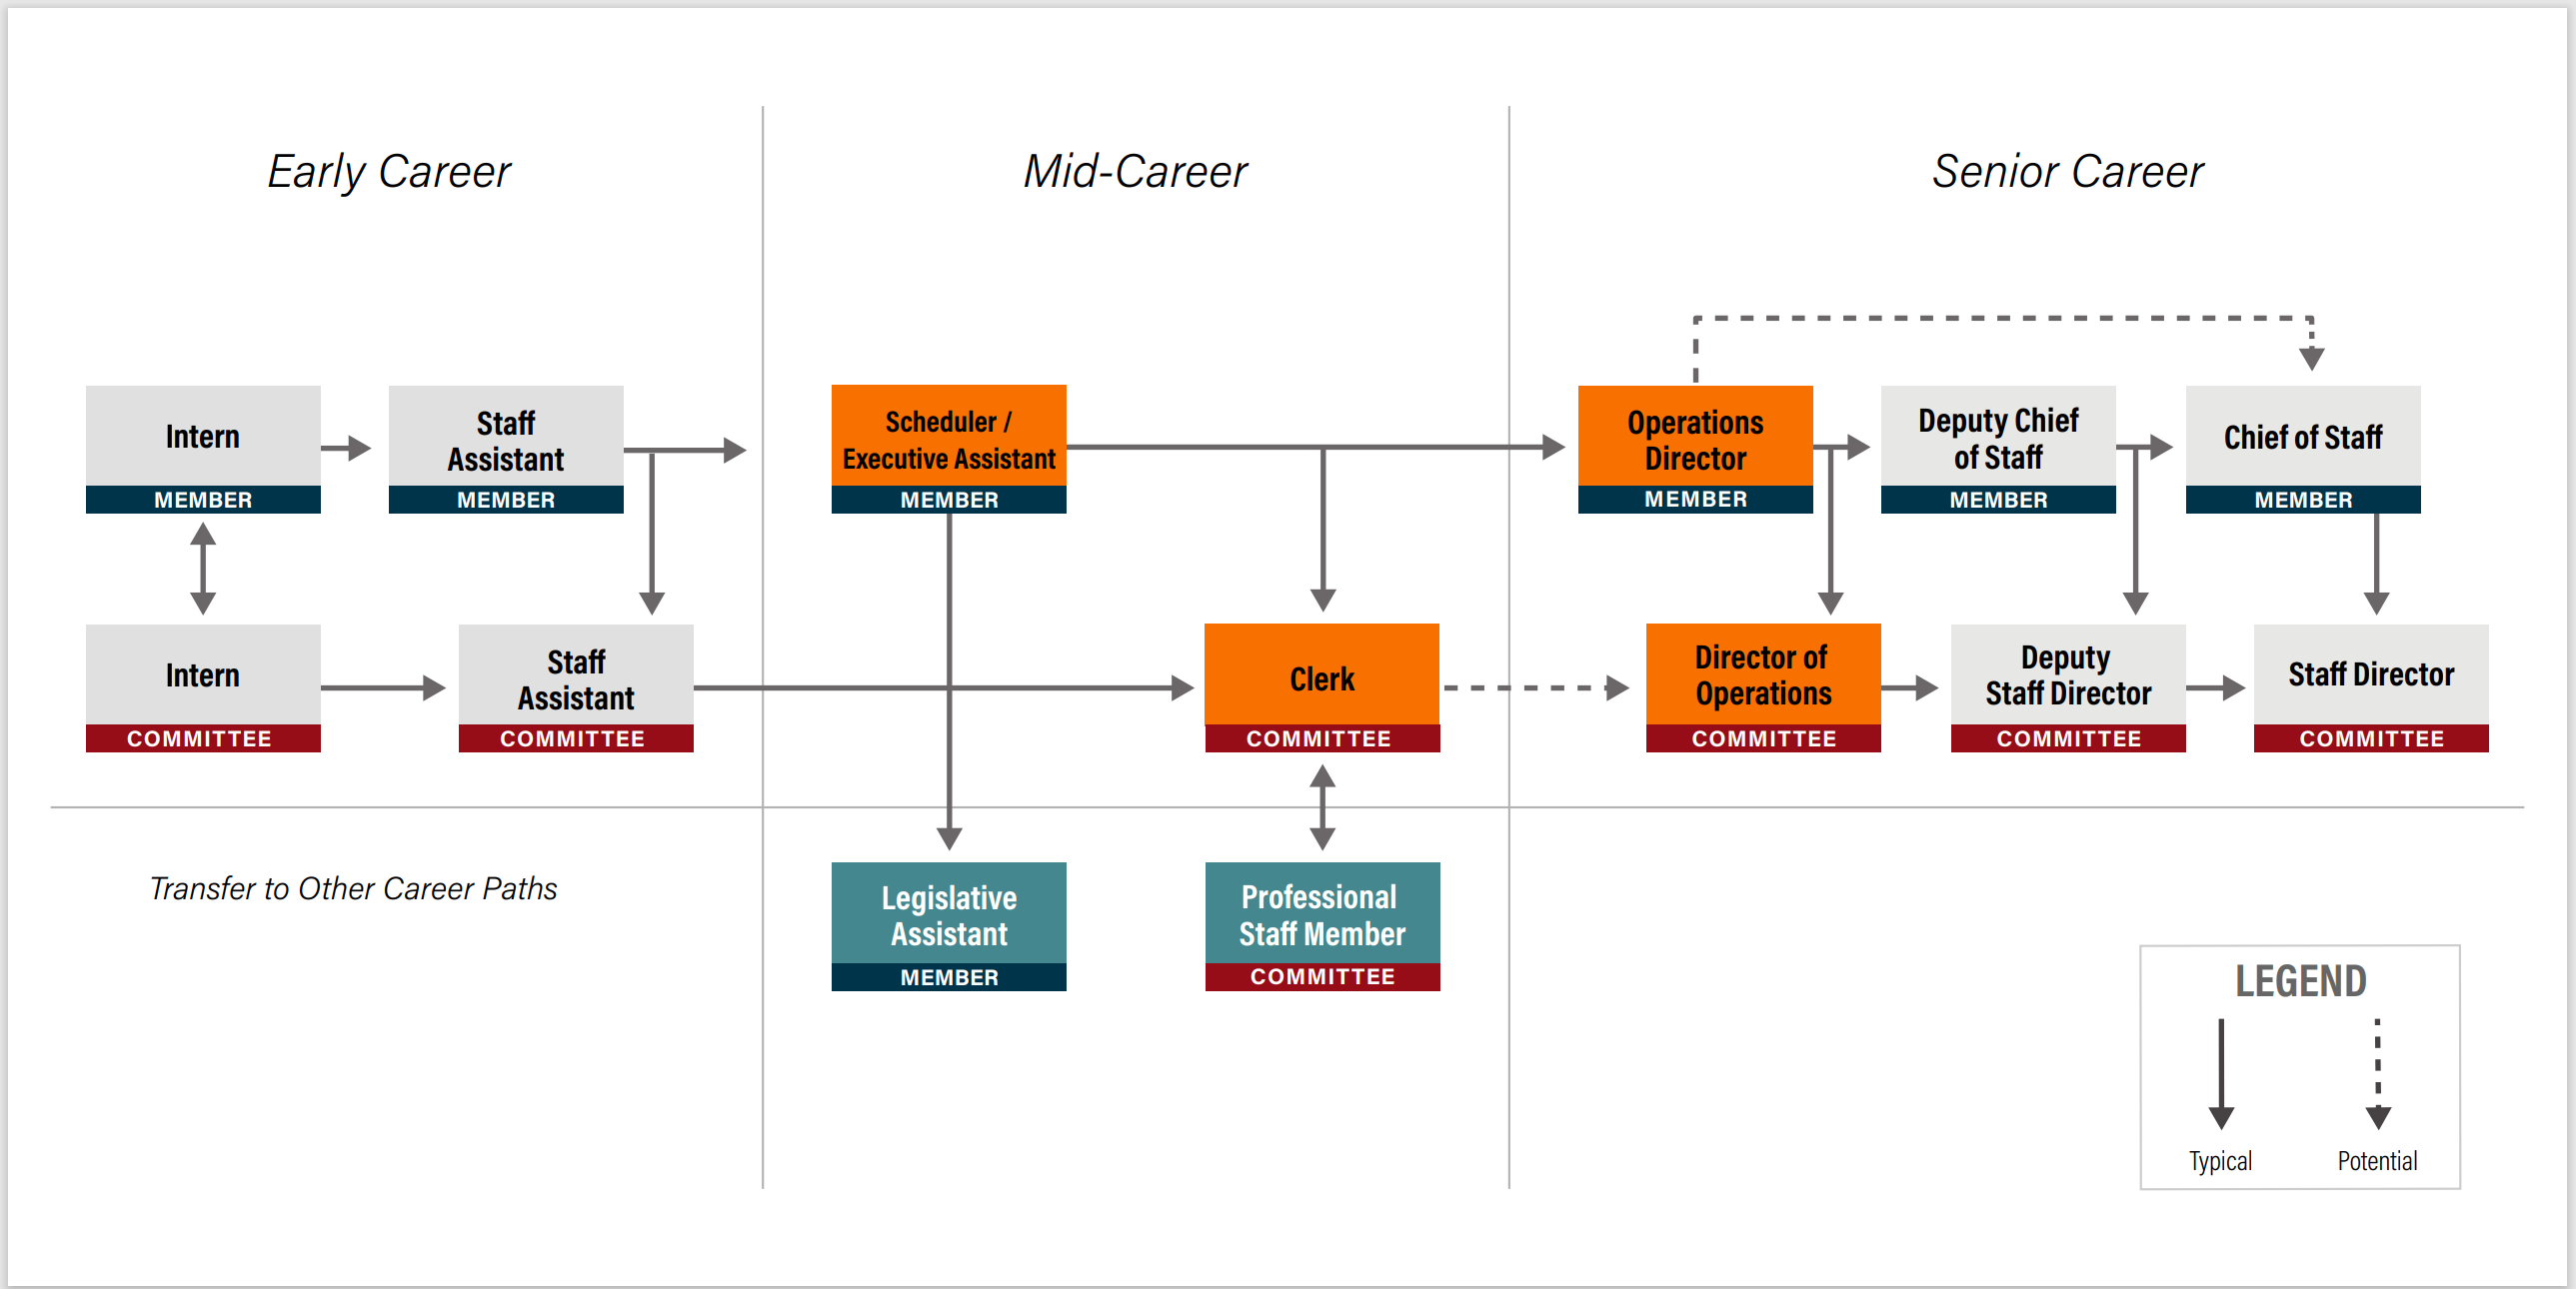 Early Career
Mid-Career
Senior Career
Intern
MEMBER
Staff
Assistant
MEMBER
Scheduler /
Executive Assistant
MEMBER
Operations
Director
MEMBER
Deputy Chief
of Staff
MEMBER
Chief of Staff
MEMBER
Intern
COMMITTEE
Staff
Assistant
COMMITTEE
Clerk
COMMITTEE
Director of
Operations
COMMITTEE
Deputy
Staff Director
COMMITTEE
Staff Director
COMMITTEE
Transfer to Other Career Paths
Legislative
Assistant
MEMBER
Professional
Staff Member
COMMITTEE
LEGEND
Typical
Potential